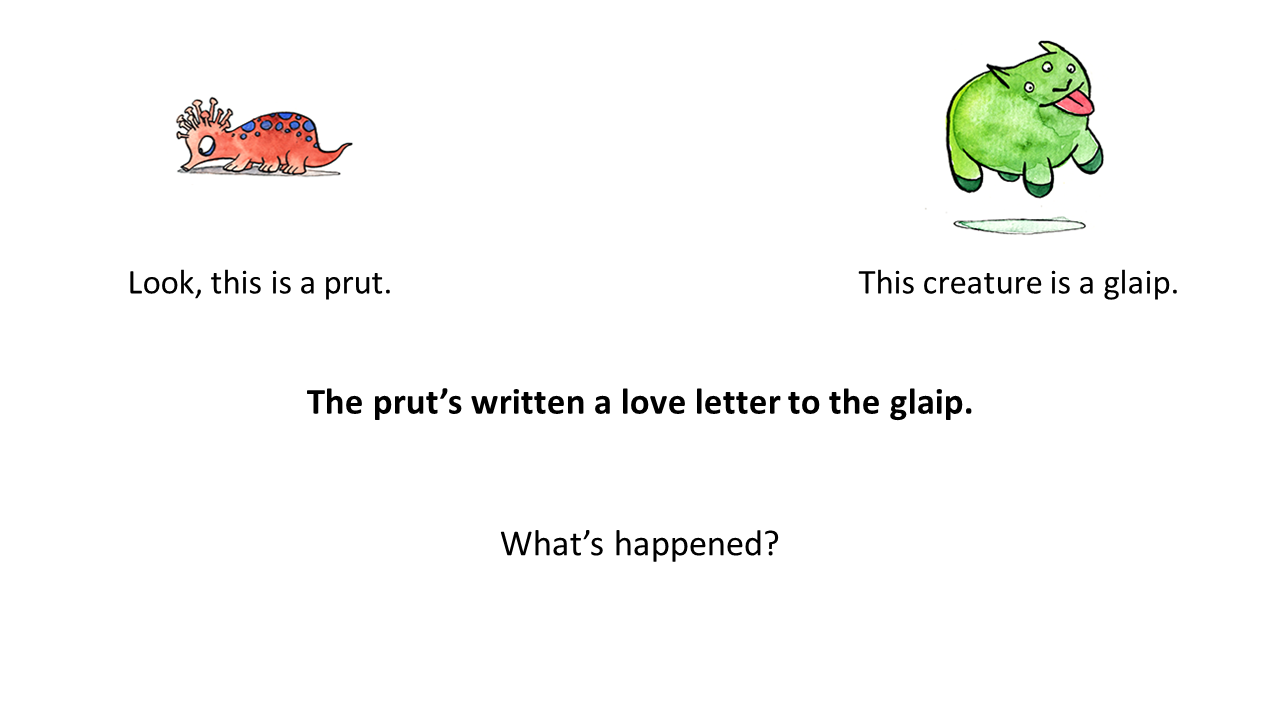 Look, this is a prut.
This creature is a glaip.
The prut’s written a love letter to the glaip.
What’s happened?